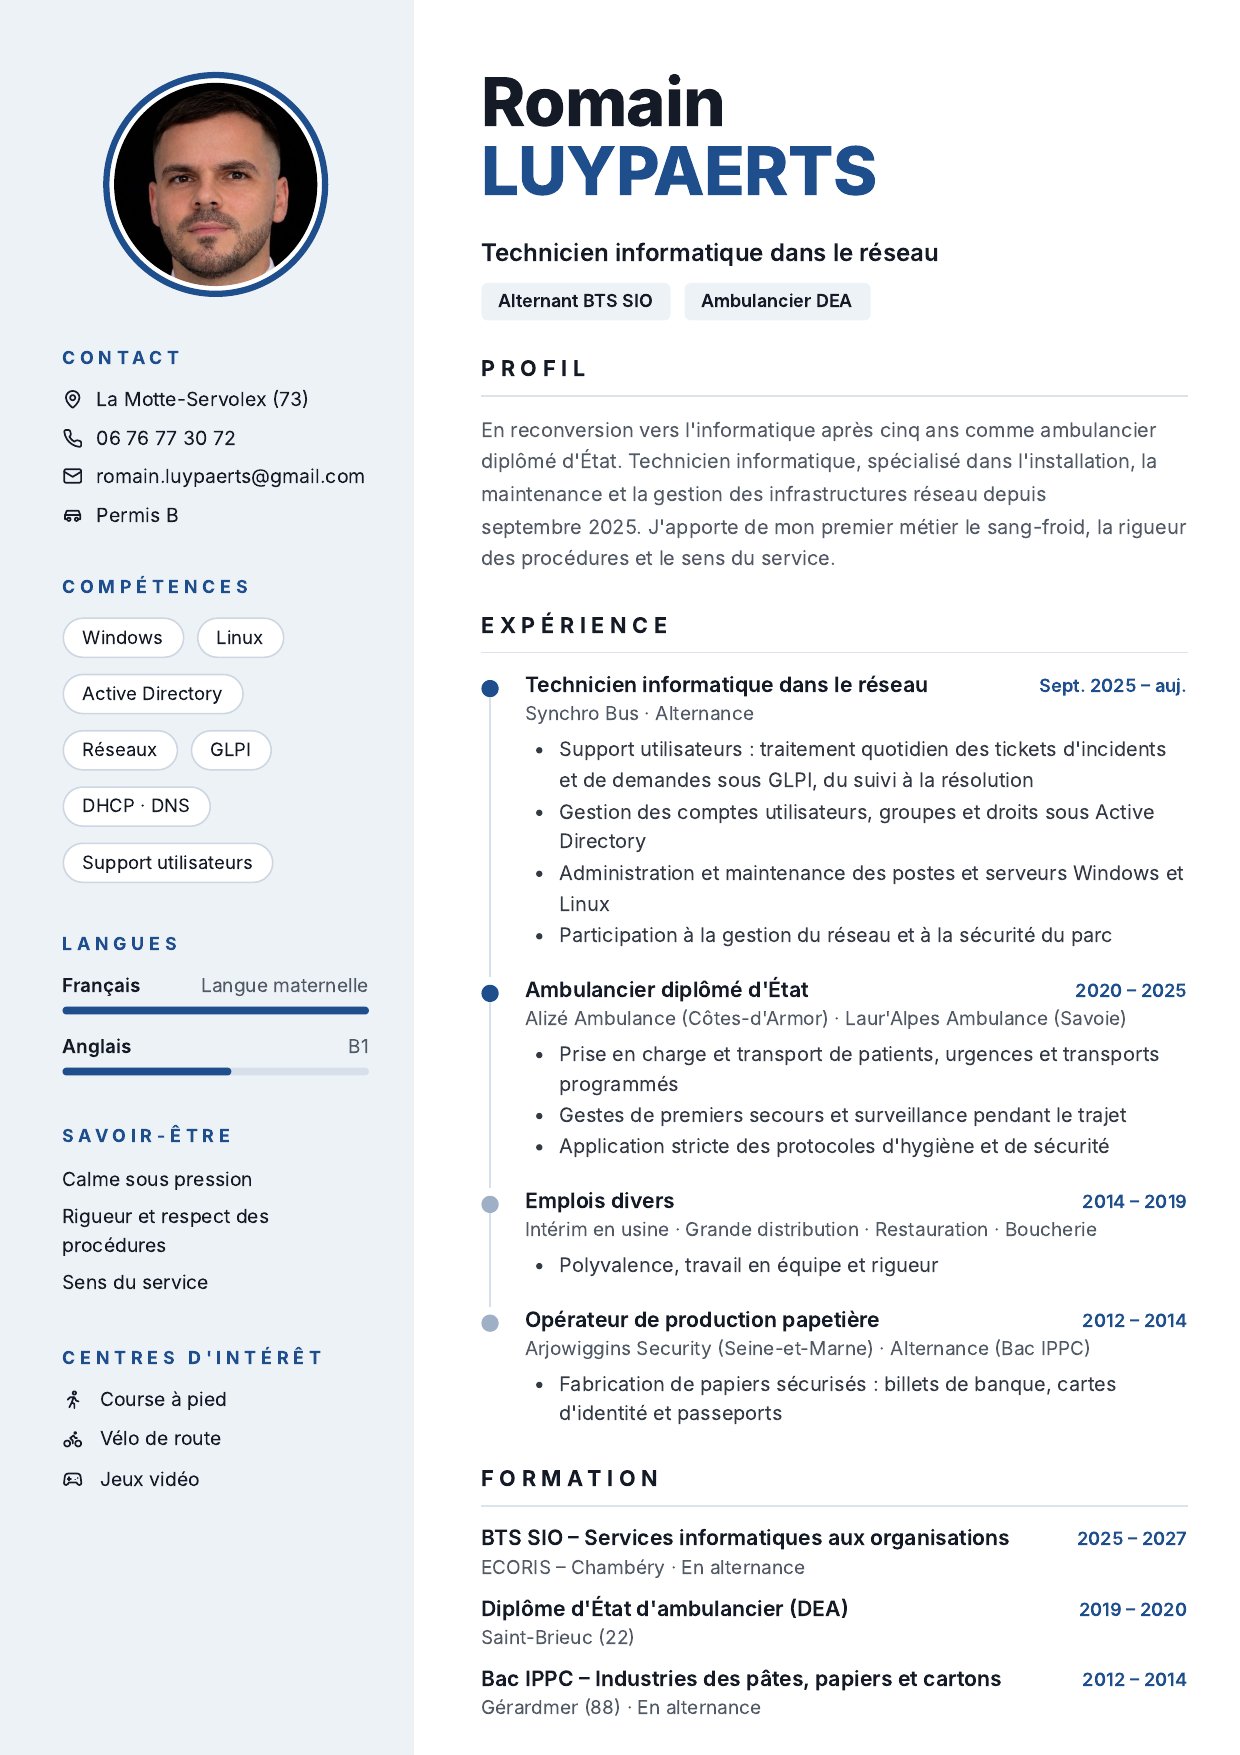 Romain
LUYPAERTS
Technicien informatique dans le réseau
Alternant BTS SIO
Ambulancier DEA
CONTACT
La Motte-Servolex (73)
06 76 77 30 72
romain.luypaerts@gmail.com
Permis B
COMPÉTENCES
Windows
Linux
Active Directory
Réseaux
GLPI
DHCP · DNS
Support utilisateurs
LANGUES
Français Langue maternelle
Anglais B1
SAVOIR-ÊTRE
Calme sous pression
Rigueur et respect des
procédures
Sens du service
CENTRES D'INTÉRÊT
Course à pied
Vélo de route
Jeux vidéo
PROFIL
En reconversion vers l'informatique après cinq ans comme ambulancier
diplômé d'État. Technicien informatique, spécialisé dans l'installation, la
maintenance et la gestion des infrastructures réseau depuis
septembre 2025. J'apporte de mon premier métier le sang-froid, la rigueur
des procédures et le sens du service.
EXPÉRIENCE
Technicien informatique dans le réseau Sept. 2025 – auj.
Synchro Bus · Alternance
• Support utilisateurs : traitement quotidien des tickets d'incidents
et de demandes sous GLPI, du suivi à la résolution
• Gestion des comptes utilisateurs, groupes et droits sous Active
Directory
• Administration et maintenance des postes et serveurs Windows et
Linux
• Participation à la gestion du réseau et à la sécurité du parc
Ambulancier diplômé d'État 2020 – 2025
Alizé Ambulance (Côtes-d'Armor) · Laur'Alpes Ambulance (Savoie)
• Prise en charge et transport de patients, urgences et transports
programmés
• Gestes de premiers secours et surveillance pendant le trajet
• Application stricte des protocoles d'hygiène et de sécurité
Emplois divers 2014 – 2019
Intérim en usine · Grande distribution · Restauration · Boucherie
• Polyvalence, travail en équipe et rigueur
Opérateur de production papetière 2012 – 2014
Arjowiggins Security (Seine-et-Marne) · Alternance (Bac IPPC)
• Fabrication de papiers sécurisés : billets de banque, cartes
d'identité et passeports
FORMATION
BTS SIO – Services informatiques aux organisations 2025 – 2027
ECORIS – Chambéry · En alternance
Diplôme d'État d'ambulancier (DEA) 2019 – 2020
Saint-Brieuc (22)
Bac IPPC – Industries des pâtes, papiers et cartons 2012 – 2014
Gérardmer (88) · En alternance